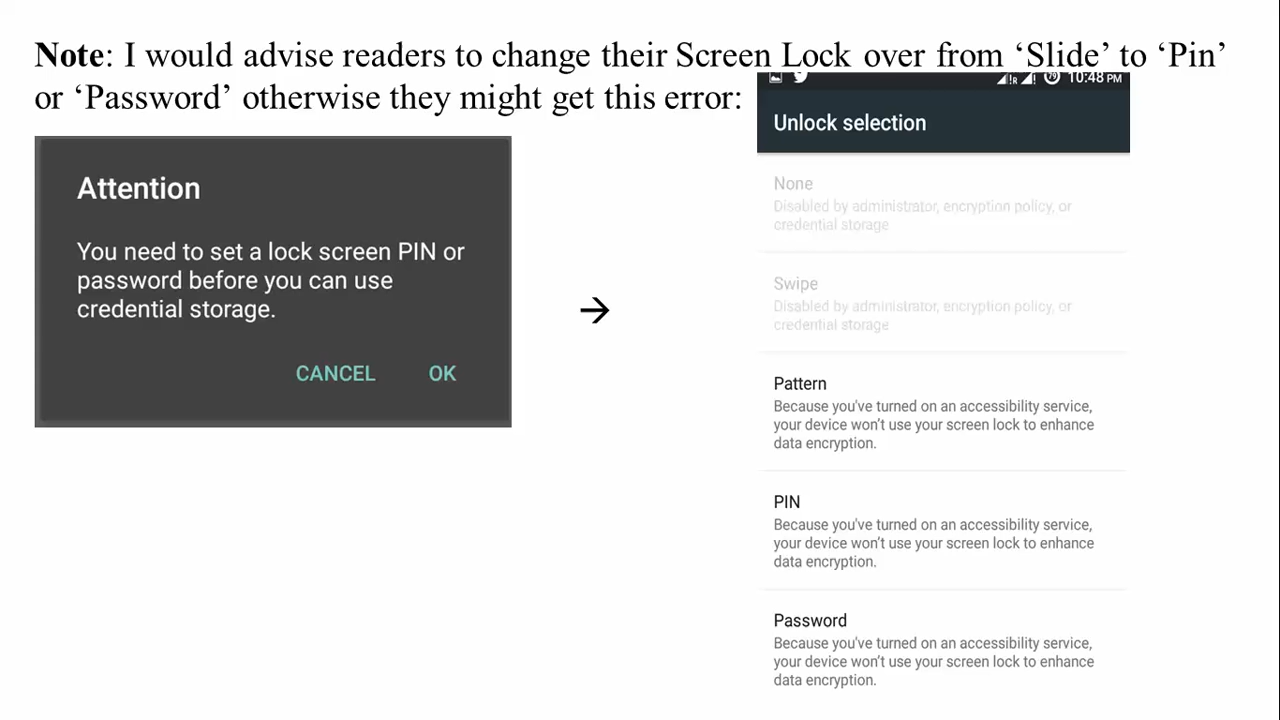 Note: I would advise readers to change their Screen Lock over from ‘Slide’ to ‘Pin’
or ‘Password’ otherwise they might get this error:
Attention
You need to set a lock screen PIN or
password before you can use
credential storage.
CANCEL OK
→
10:48 PM
Unlock selection
None
Disabled by administrator, encryption policy, or
credential storage
Swipe
Disabled by administrator, encryption policy, or
credential storage
Pattern
Because you've turned on an accessibility service,
your device won't use your screen lock to enhance
data encryption.
PIN
Because you've turned on an accessibility service,
your device won't use your screen lock to enhance
data encryption.
Password
Because you've turned on an accessibility service,
your device won't use your screen lock to enhance
data encryption.